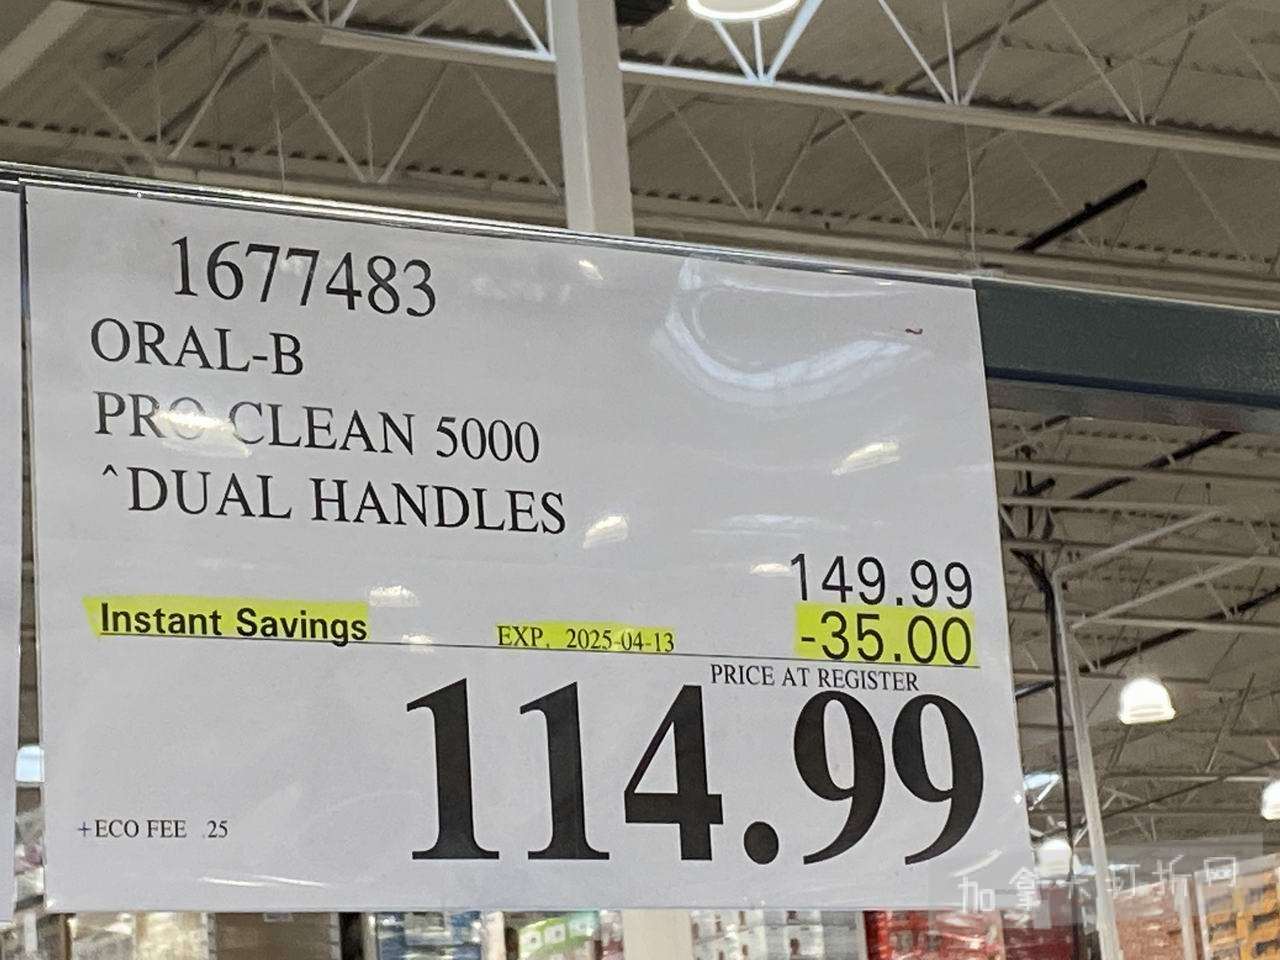 1677483
ORAL-B
PRO CLEAN 5000
^DUAL HANDLES
149.99
Instant Savings EXP. 2025-04-13 -35.00
PRICE AT REGISTER
114.99
+ECO FEE .25
加拿大打折网